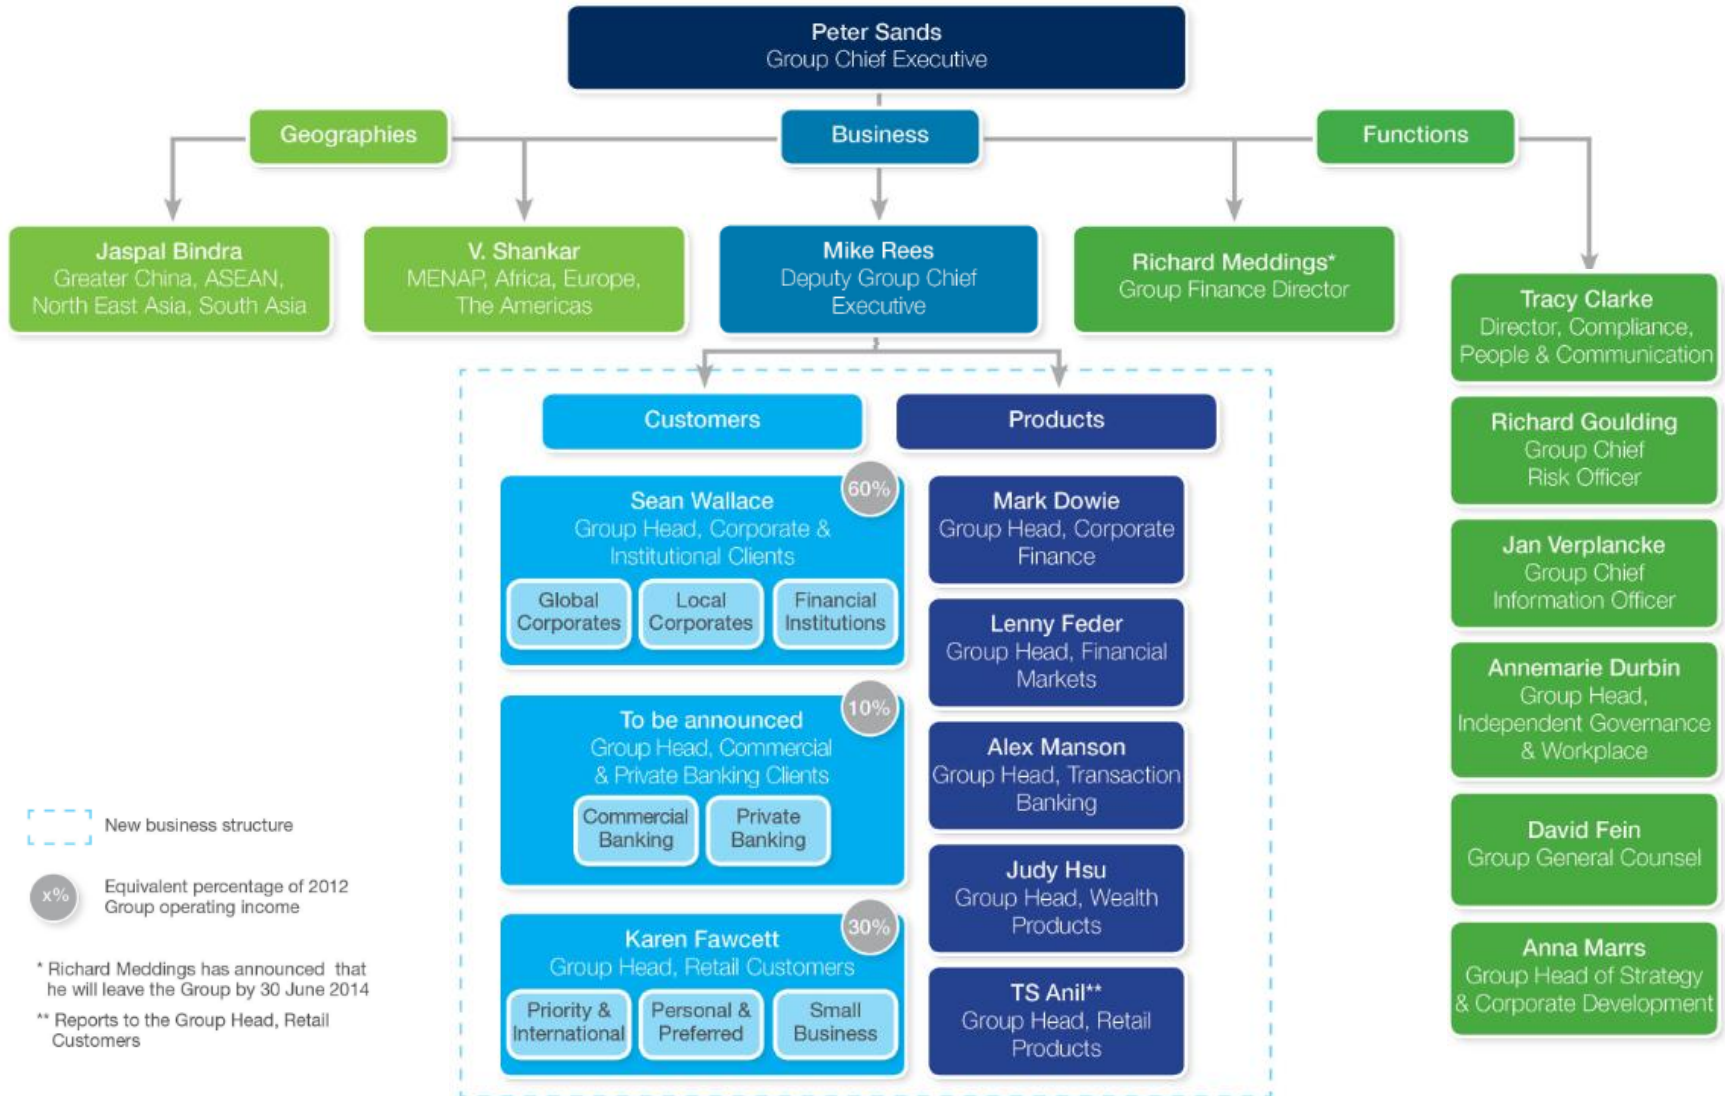 Peter Sands
Group Chief Executive
Geographies
Business
Functions
Jaspal Bindra
Greater China, ASEAN,
North East Asia, South Asia
V. Shankar
MENAP, Africa, Europe,
The Americas
Mike Rees
Deputy Group Chief
Executive
Richard Meddings*
Group Finance Director
Tracy Clarke
Director, Compliance,
People & Communication
Richard Goulding
Group Chief
Risk Officer
Jan Verplancke
Group Chief
Information Officer
Annemarie Durbin
Group Head,
Independent Governance
& Workplace
David Fein
Group General Counsel
Anna Marrs
Group Head of Strategy
& Corporate Development
Customers
60%
Sean Wallace
Group Head, Corporate &
Institutional Clients
Global
Corporates
Local
Corporates
Financial
Institutions
10%
To be announced
Group Head, Commercial
& Private Banking Clients
Commercial
Banking
Private
Banking
30%
Karen Fawcett
Group Head, Retail Customers
Priority &
International
Personal &
Preferred
Small
Business
Products
Mark Dowie
Group Head, Corporate
Finance
Lenny Feder
Group Head, Financial
Markets
Alex Manson
Group Head, Transaction
Banking
Judy Hsu
Group Head, Wealth
Products
TS Anil**
Group Head, Retail
Products
New business structure
x%
Equivalent percentage of 2012
Group operating income
* Richard Meddings has announced that
he will leave the Group by 30 June 2014
** Reports to the Group Head, Retail
Customers